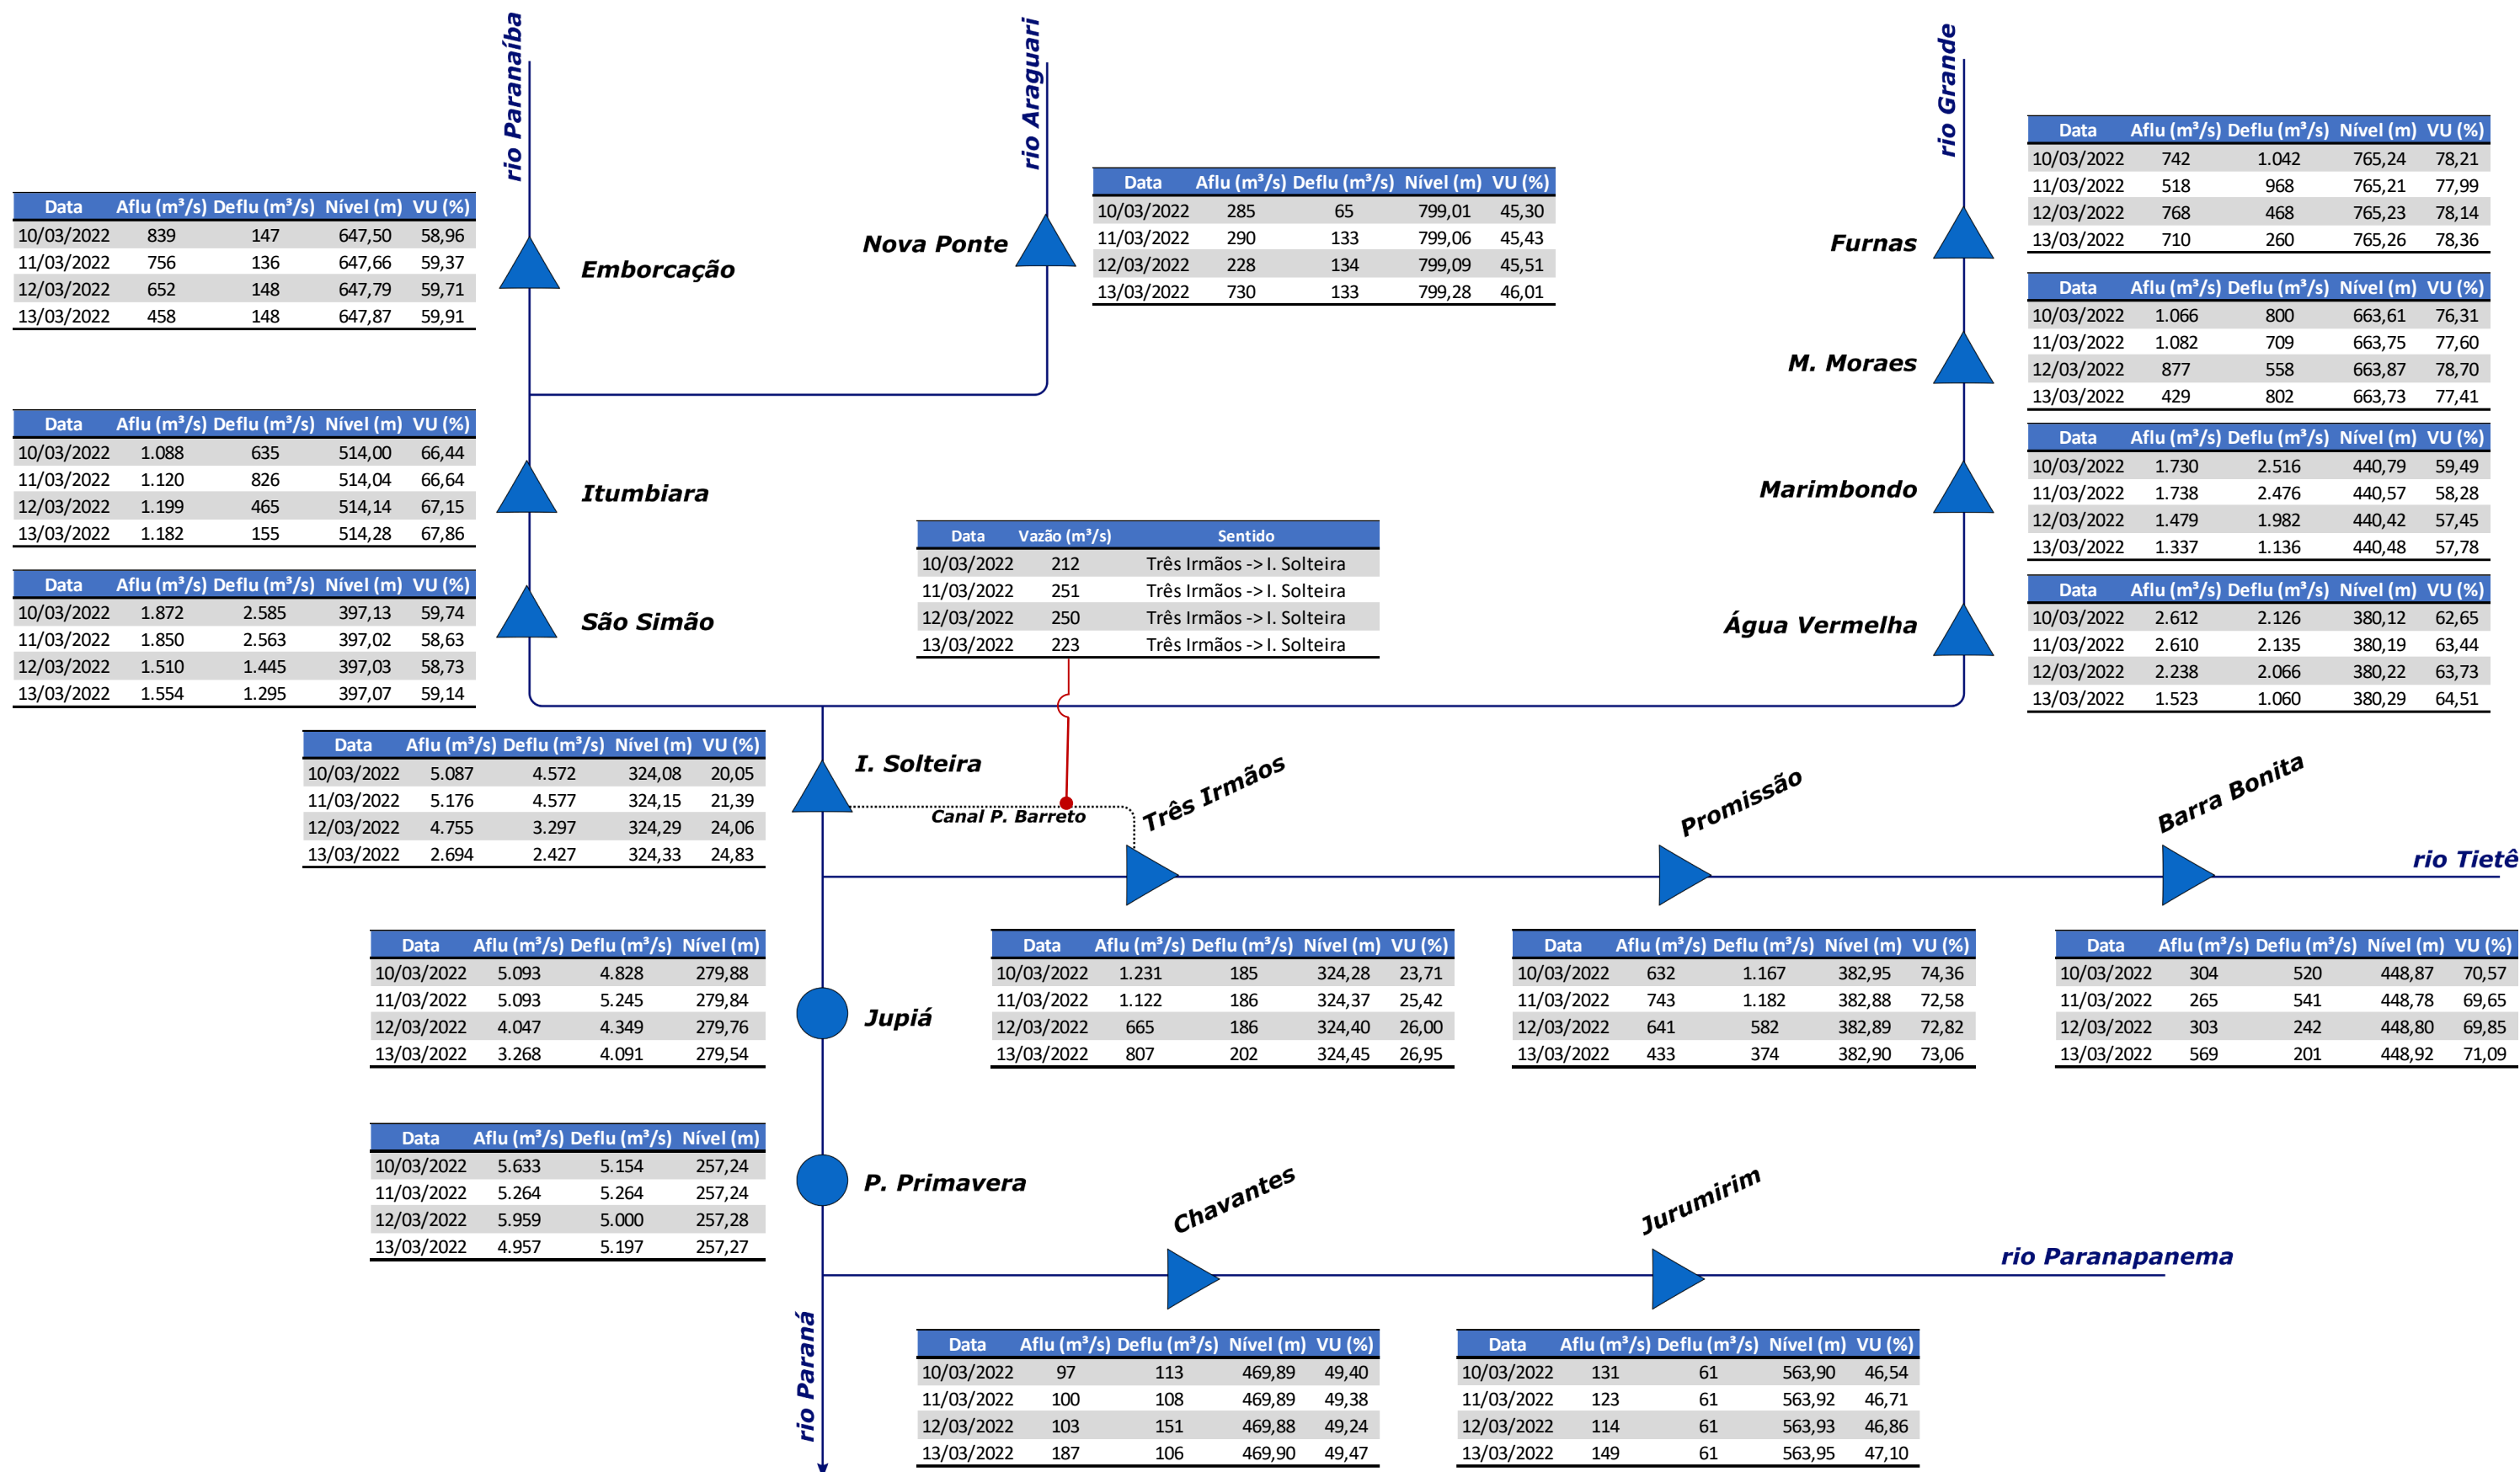 rio Paranaíba
rio Araguari
rio Grande
Data Aflu (m³/s) Deflu (m³/s) Nível (m) VU (%)
10/03/2022 742 1.042 765,24 78,21
11/03/2022 518 968 765,21 77,99
12/03/2022 768 468 765,23 78,14
13/03/2022 710 260 765,26 78,36
Furnas
Data Aflu (m³/s) Deflu (m³/s) Nível (m) VU (%)
10/03/2022 285 65 799,01 45,30
11/03/2022 290 133 799,06 45,43
12/03/2022 228 134 799,09 45,51
13/03/2022 730 133 799,28 46,01
Nova Ponte
Data Aflu (m³/s) Deflu (m³/s) Nível (m) VU (%)
10/03/2022 839 147 647,50 58,96
11/03/2022 756 136 647,66 59,37
12/03/2022 652 148 647,79 59,71
13/03/2022 458 148 647,87 59,91
Emborcação
Data Aflu (m³/s) Deflu (m³/s) Nível (m) VU (%)
10/03/2022 1.066 800 663,61 76,31
11/03/2022 1.082 709 663,75 77,60
12/03/2022 877 558 663,87 78,70
13/03/2022 429 802 663,73 77,41
M. Moraes
Data Aflu (m³/s) Deflu (m³/s) Nível (m) VU (%)
10/03/2022 1.088 635 514,00 66,44
11/03/2022 1.120 826 514,04 66,64
12/03/2022 1.199 465 514,14 67,15
13/03/2022 1.182 155 514,28 67,86
Itumbiara
Data Aflu (m³/s) Deflu (m³/s) Nível (m) VU (%)
10/03/2022 1.730 2.516 440,79 59,49
11/03/2022 1.738 2.476 440,57 58,28
12/03/2022 1.479 1.982 440,42 57,45
13/03/2022 1.337 1.136 440,48 57,78
Marimbondo
Data Vazão (m³/s) Sentido
10/03/2022 212 Três Irmãos -> I. Solteira
11/03/2022 251 Três Irmãos -> I. Solteira
12/03/2022 250 Três Irmãos -> I. Solteira
13/03/2022 223 Três Irmãos -> I. Solteira
Data Aflu (m³/s) Deflu (m³/s) Nível (m) VU (%)
10/03/2022 1.872 2.585 397,13 59,74
11/03/2022 1.850 2.563 397,02 58,63
12/03/2022 1.510 1.445 397,03 58,73
13/03/2022 1.554 1.295 397,07 59,14
São Simão
Data Aflu (m³/s) Deflu (m³/s) Nível (m) VU (%)
10/03/2022 2.612 2.126 380,12 62,65
11/03/2022 2.610 2.135 380,19 63,44
12/03/2022 2.238 2.066 380,22 63,73
13/03/2022 1.523 1.060 380,29 64,51
Água Vermelha
Data Aflu (m³/s) Deflu (m³/s) Nível (m) VU (%)
10/03/2022 5.087 4.572 324,08 20,05
11/03/2022 5.176 4.577 324,15 21,39
12/03/2022 4.755 3.297 324,29 24,06
13/03/2022 2.694 2.427 324,33 24,83
I. Solteira
Canal P. Barreto
Três Irmãos
Promissão
Barra Bonita
rio Tietê
Data Aflu (m³/s) Deflu (m³/s) Nível (m)
10/03/2022 5.093 4.828 279,88
11/03/2022 5.093 5.245 279,84
12/03/2022 4.047 4.349 279,76
13/03/2022 3.268 4.091 279,54
Jupiá
Data Aflu (m³/s) Deflu (m³/s) Nível (m) VU (%)
10/03/2022 1.231 185 324,28 23,71
11/03/2022 1.122 186 324,37 25,42
12/03/2022 665 186 324,40 26,00
13/03/2022 807 202 324,45 26,95
Data Aflu (m³/s) Deflu (m³/s) Nível (m) VU (%)
10/03/2022 632 1.167 382,95 74,36
11/03/2022 743 1.182 382,88 72,58
12/03/2022 641 582 382,89 72,82
13/03/2022 433 374 382,90 73,06
Data Aflu (m³/s) Deflu (m³/s) Nível (m) VU (%)
10/03/2022 304 520 448,87 70,57
11/03/2022 265 541 448,78 69,65
12/03/2022 303 242 448,80 69,85
13/03/2022 569 201 448,92 71,09
Data Aflu (m³/s) Deflu (m³/s) Nível (m)
10/03/2022 5.633 5.154 257,24
11/03/2022 5.264 5.264 257,24
12/03/2022 5.959 5.000 257,28
13/03/2022 4.957 5.197 257,27
P. Primavera
Chavantes
Jurumirim
rio Paranapanema
rio Paraná
Data Aflu (m³/s) Deflu (m³/s) Nível (m) VU (%)
10/03/2022 97 113 469,89 49,40
11/03/2022 100 108 469,89 49,38
12/03/2022 103 151 469,88 49,24
13/03/2022 187 106 469,90 49,47
Data Aflu (m³/s) Deflu (m³/s) Nível (m) VU (%)
10/03/2022 131 61 563,90 46,54
11/03/2022 123 61 563,92 46,71
12/03/2022 114 61 563,93 46,86
13/03/2022 149 61 563,95 47,10